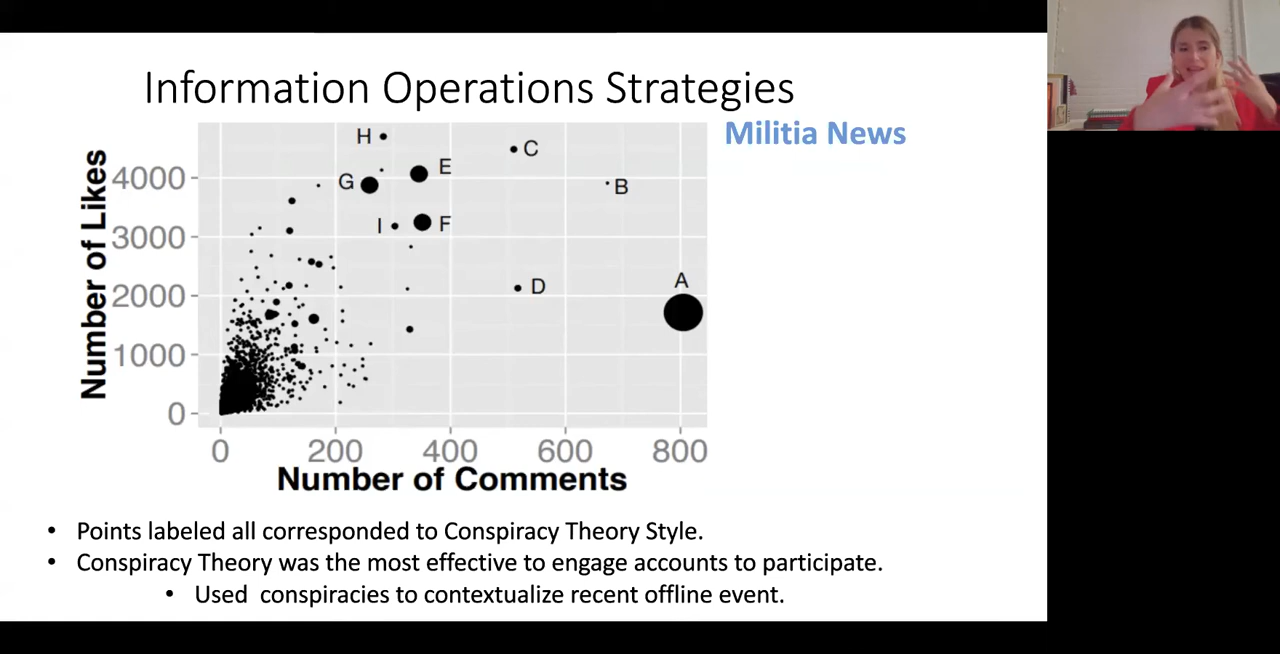 Information Operations Strategies
Militia News
Number of Likes
4000
3000
2000
1000
0
H
C
E
G
B
I
F
D
A
0 200 400 600 800
Number of Comments
• Points labeled all corresponded to Conspiracy Theory Style.
• Conspiracy Theory was the most effective to engage accounts to participate.
• Used conspiracies to contextualize recent offline event.